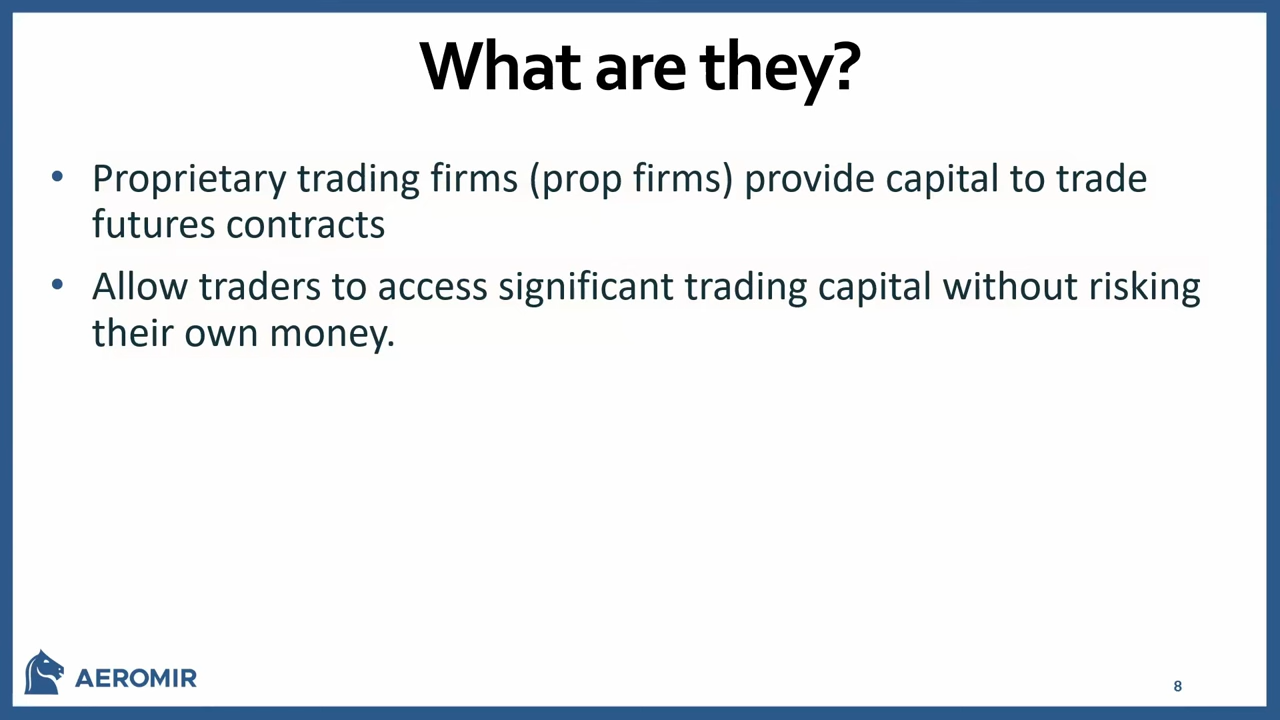 What are they?
• Proprietary trading firms (prop firms) provide capital to trade
futures contracts
• Allow traders to access significant trading capital without risking
their own money.
AEROMIR
8